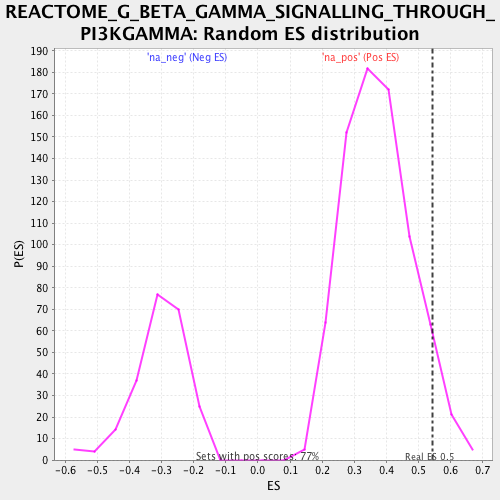 REACTOME_G_BETA_GAMMA_SIGNALLING_THROUGH_
PI3KGAMMA: Random ES distribution
'na_neg' (Neg ES)
'na_pos' (Pos ES)
190
180
170
160
150
140
130
120
110
100
90
80
70
60
50
40
30
20
10
0
P(ES)
Sets with pos scores: 77%
Real ES 0.5
-0.6 -0.5 -0.4 -0.3 -0.2 -0.1 0.0 0.1 0.2 0.3 0.4 0.5 0.6 0.7
ES